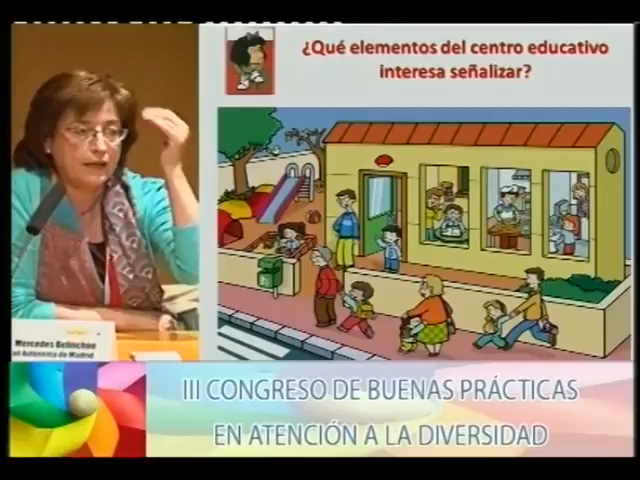 ¿Qué elementos del centro educativo
interesa señalizar?
Mercedes Belinchón
Autónoma de Madrid
III CONGRESO DE BUENAS PRÁCTICAS
EN ATENCIÓN A LA DIVERSIDAD